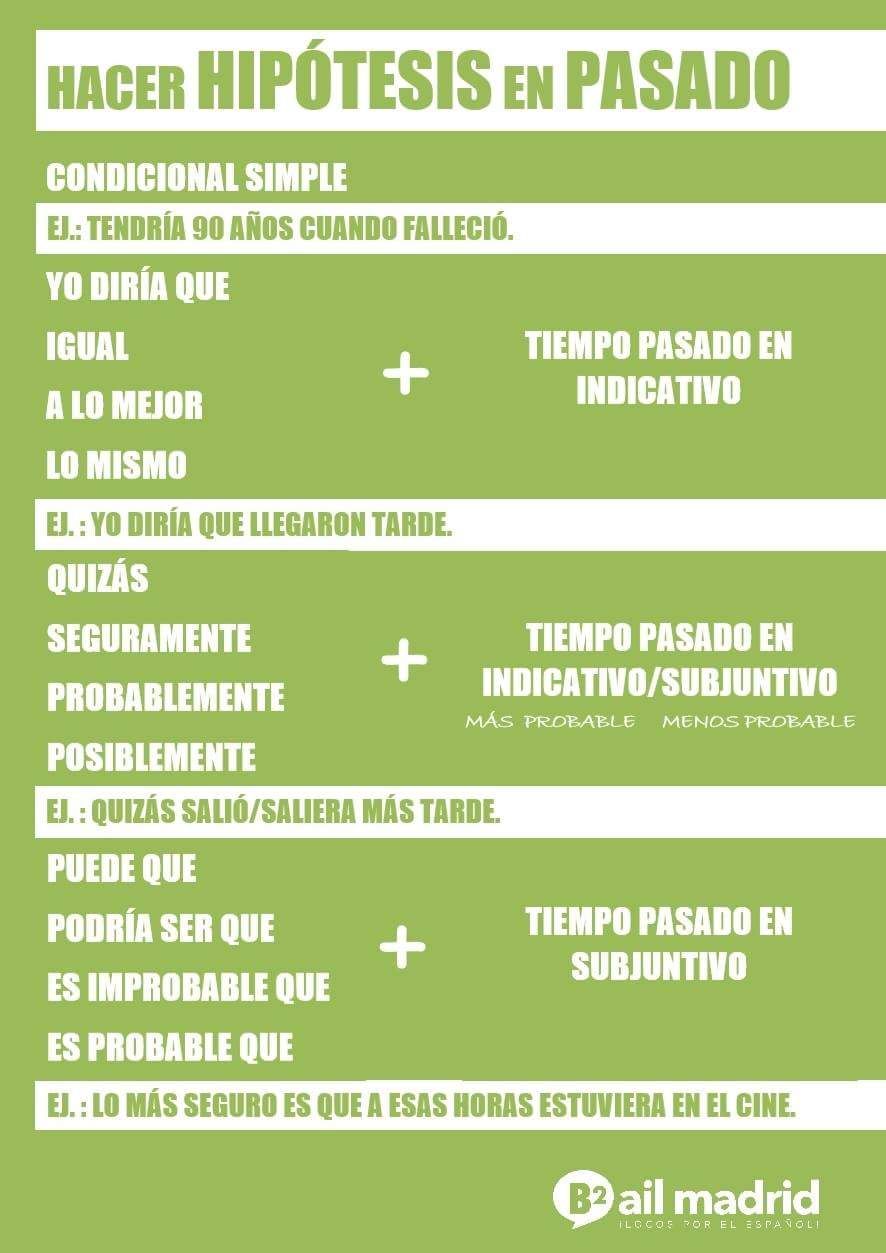 HACER HIPÓTESIS EN PASADO
CONDICIONAL SIMPLE
EJ.: TENDRÍA 90 AÑOS CUANDO FALLECIÓ.
YO DIRÍA QUE
IGUAL
A LO MEJOR
LO MISMO
+
TIEMPO PASADO EN
INDICATIVO
EJ. : YO DIRÍA QUE LLEGARON TARDE.
QUIZÁS
SEGURAMENTE
PROBABLEMENTE
POSIBLEMENTE
+
TIEMPO PASADO EN
INDICATIVO/SUBJUNTIVO
MÁS PROBABLE MENOS PROBABLE
EJ. : QUIZÁS SALIÓ/SALIERA MÁS TARDE.
PUEDE QUE
PODRÍA SER QUE
ES IMPROBABLE QUE
ES PROBABLE QUE
+
TIEMPO PASADO EN
SUBJUNTIVO
EJ. : LO MÁS SEGURO ES QUE A ESAS HORAS ESTUVIERA EN EL CINE.
B2 ail madrid
¡LOCOS POR EL ESPAÑOL!